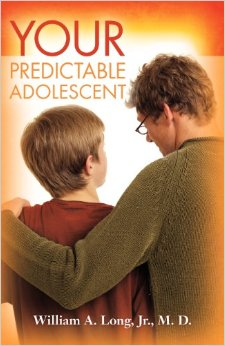 YOUR
PREDICTABLE
ADOLESCENT
William A. Long, Jr., M. D.